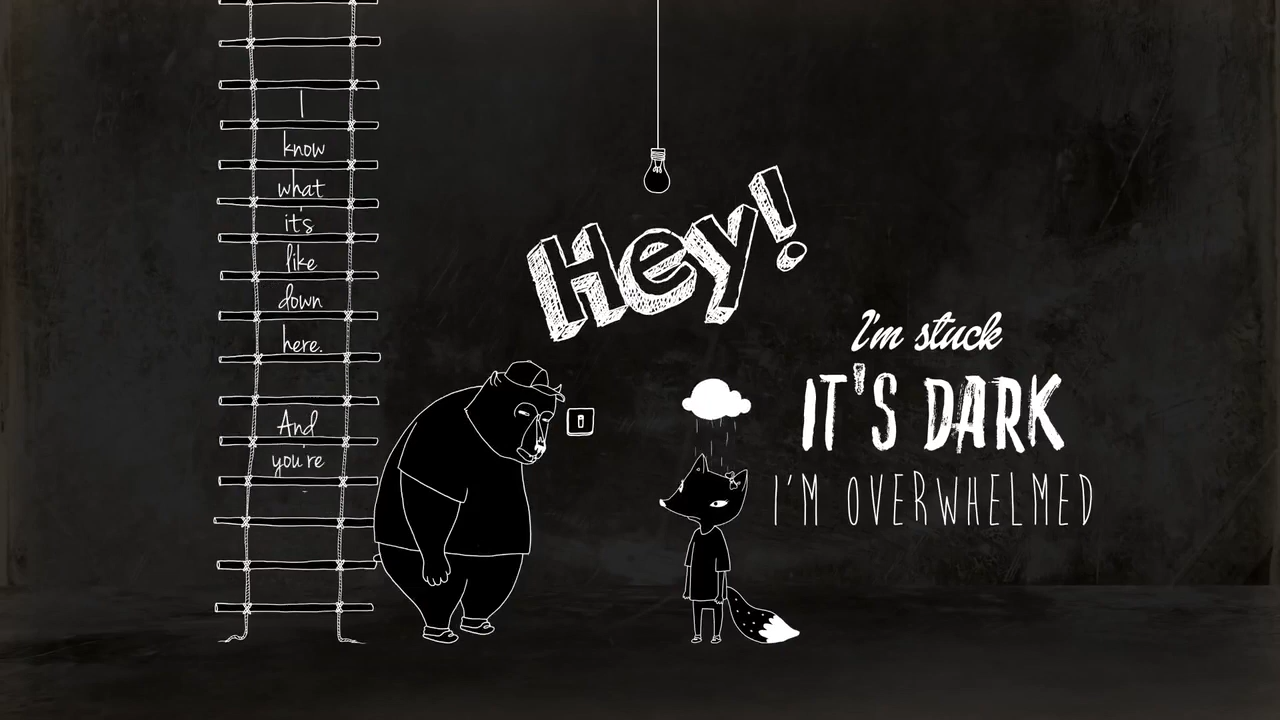 I
know
what
it's
like
down
here.
And
you're
Hey!
I'm stuck
IT'S DARK
I'M OVERWHELMED